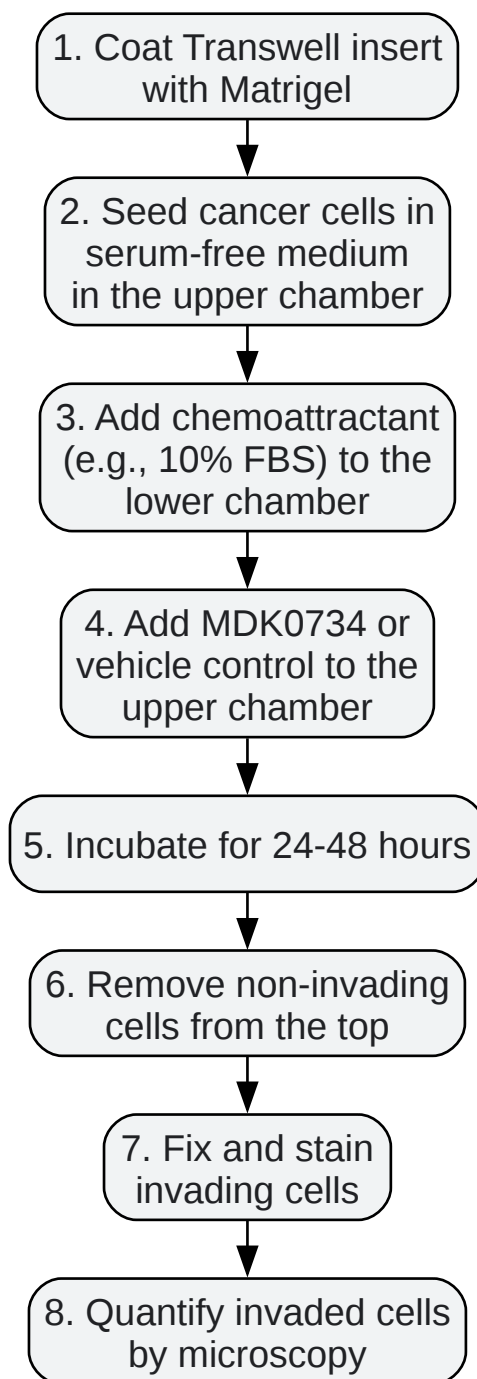 1. Coat Transwell insert
with Matrigel
2. Seed cancer cells in
serum-free medium
in the upper chamber
3. Add chemoattractant
(e.g., 10% FBS) to the
lower chamber
4. Add MDK0734 or
vehicle control to the
upper chamber
5. Incubate for 24-48 hours
6. Remove non-invading
cells from the top
7. Fix and stain
invading cells
8. Quantify invaded cells
by microscopy